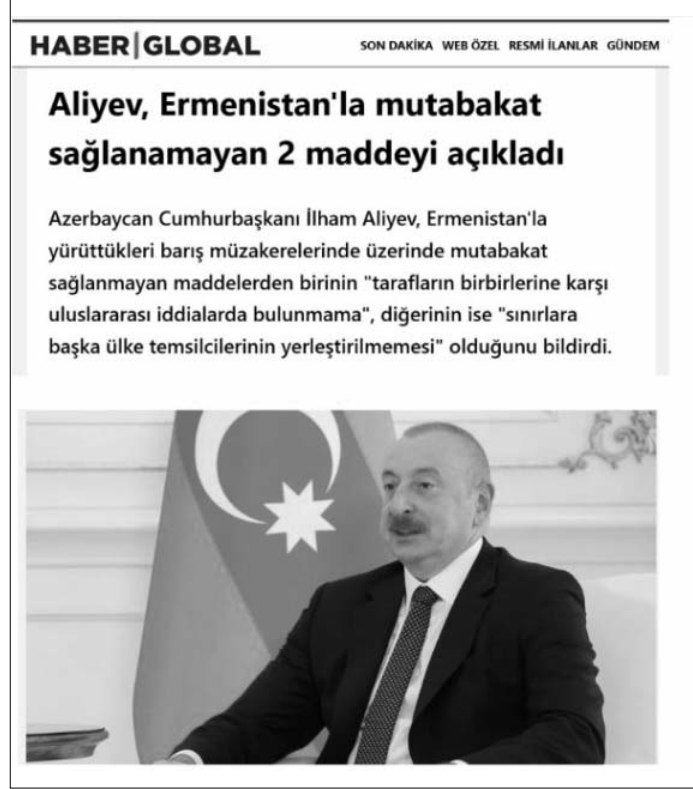 HABER|GLOBAL SON DAKİKA WEB ÖZEL RESMİ İLANLAR GÜNDEM
Aliyev, Ermenistan'la mutabakat
sağlanamayan 2 maddeyi açıkladı
Azerbaycan Cumhurbaşkanı İlham Aliyev, Ermenistan'la
yürüttükleri barış müzakerelerinde üzerinde mutabakat
sağlanmayan maddelerden birinin "tarafların birbirlerine karşı
uluslararası iddialarda bulunmama", diğerinin ise "sınırlara
başka ülke temsilcilerinin yerleştirilmemesi" olduğunu bildirdi.